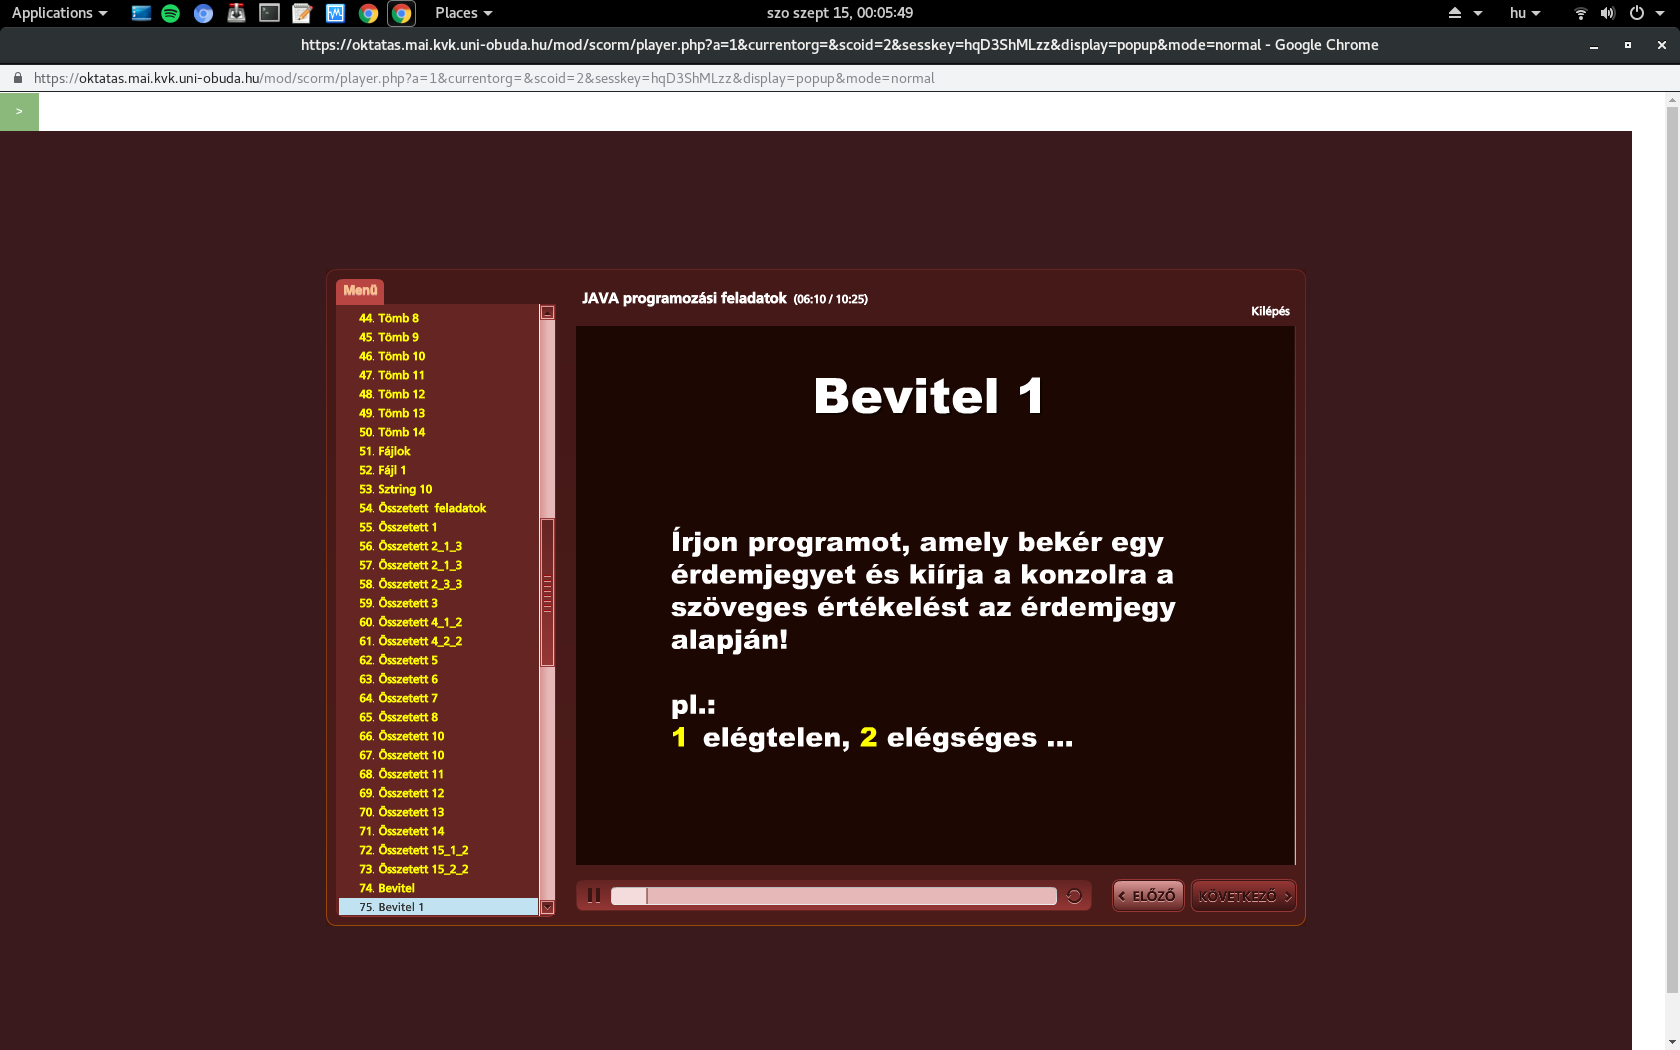 Applications
Places
szo szept 15, 00:05:49
hu
https://oktatas.mai.kvk.uni-obuda.hu/mod/scorm/player.php?a=1&currentorg=&scoid=2&sesskey=hqD3ShMLzz&display=popup&mode=normal - Google Chrome
https://oktatas.mai.kvk.uni-obuda.hu/mod/scorm/player.php?a=1&currentorg=&scoid=2&sesskey=hqD3ShMLzz&display=popup&mode=normal
>
Menü
44. Tömb 8
45. Tömb 9
46. Tömb 10
47. Tömb 11
48. Tömb 12
49. Tömb 13
50. Tömb 14
51. Fájlok
52. Fájl 1
53. Sztring 10
54. Összetett feladatok
55. Összetett 1
56. Összetett 2_1_3
57. Összetett 2_1_3
58. Összetett 2_3_3
59. Összetett 3
60. Összetett 4_1_2
61. Összetett 4_2_2
62. Összetett 5
63. Összetett 6
64. Összetett 7
65. Összetett 8
66. Összetett 10
67. Összetett 10
68. Összetett 11
69. Összetett 12
70. Összetett 13
71. Összetett 14
72. Összetett 15_1_2
73. Összetett 15_2_2
74. Bevitel
75. Bevitel 1
JAVA programozási feladatok (06:10 / 10:25)
Kilépés
Bevitel 1
Írjon programot, amely bekér egy
érdemjegyet és kiírja a konzolra a
szöveges értékelést az érdemjegy
alapján!
pl.:
1 elégtelen, 2 elégséges ...
< ELŐZŐ
KÖVETKEZŐ >